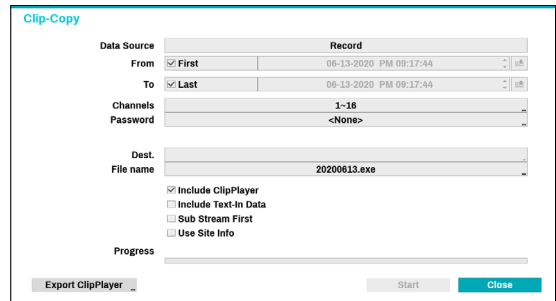 Clip-Copy
Data Source Record
From First 06-13-2020 PM 09:17:44
To Last 06-13-2020 PM 09:17:44
Channels 1~16 ...
Password <None> ...
Dest. ...
File name 20200613.exe ...
Include ClipPlayer
Include Text-In Data
Sub Stream First
Use Site Info
Progress
Export ClipPlayer ... Start Close